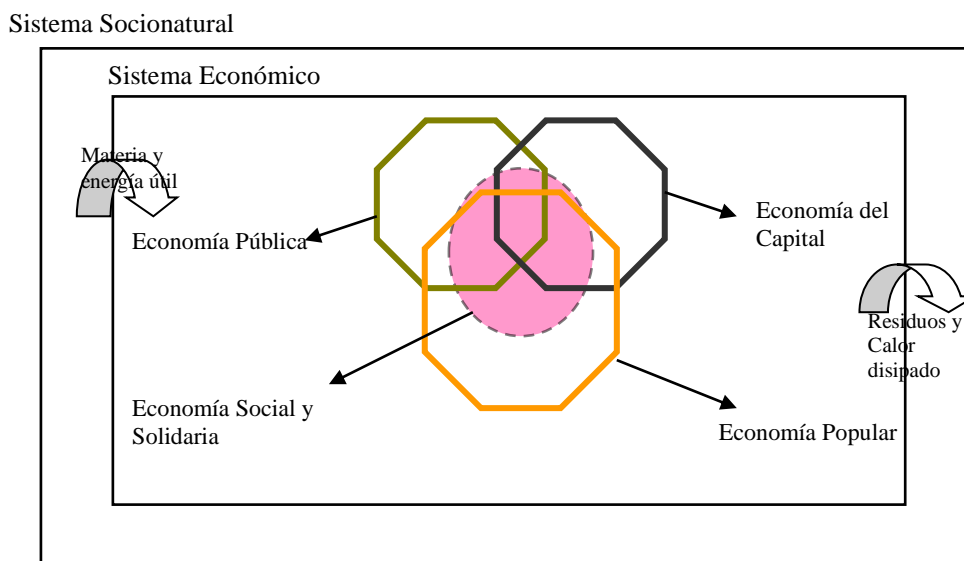 Sistema Socionatural
Sistema Económico
Materia y
energía útil
Economía Pública
Economía del
Capital
Residuos y
Calor
disipado
Economía Social y
Solidaria
Economía Popular